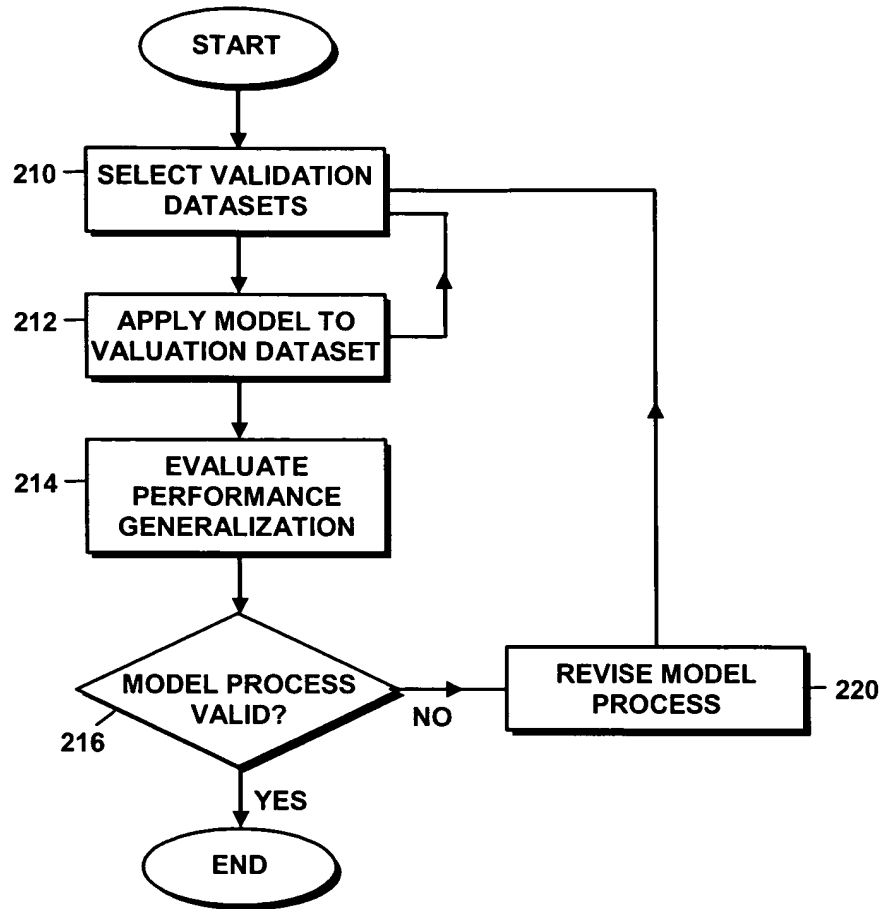 START
210
SELECT VALIDATION
DATASETS
212
APPLY MODEL TO
VALUATION DATASET
214
EVALUATE
PERFORMANCE
GENERALIZATION
MODEL PROCESS
VALID?
216
NO
REVISE MODEL
PROCESS
220
YES
END